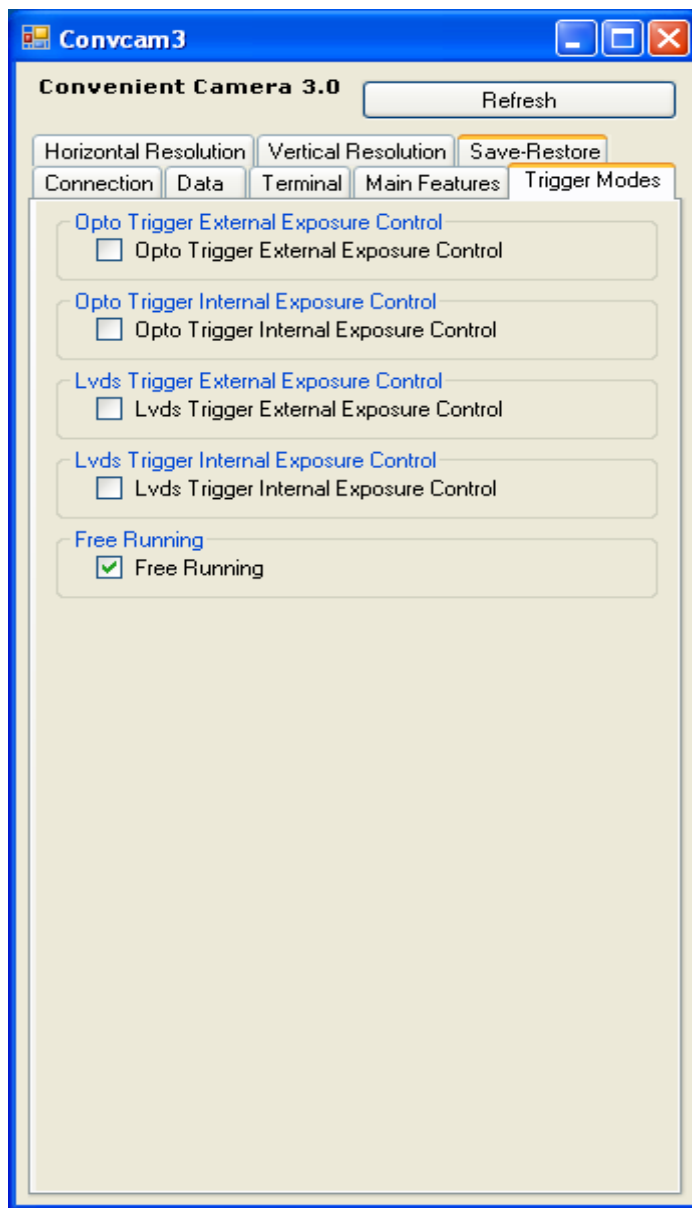 Convcam3
Convenient Camera 3.0
Refresh
Horizontal Resolution Vertical Resolution Save-Restore
Connection Data Terminal Main Features Trigger Modes
Opto Trigger External Exposure Control
Opto Trigger External Exposure Control
Opto Trigger Internal Exposure Control
Opto Trigger Internal Exposure Control
Lvds Trigger External Exposure Control
Lvds Trigger External Exposure Control
Lvds Trigger Internal Exposure Control
Lvds Trigger Internal Exposure Control
Free Running
Free Running